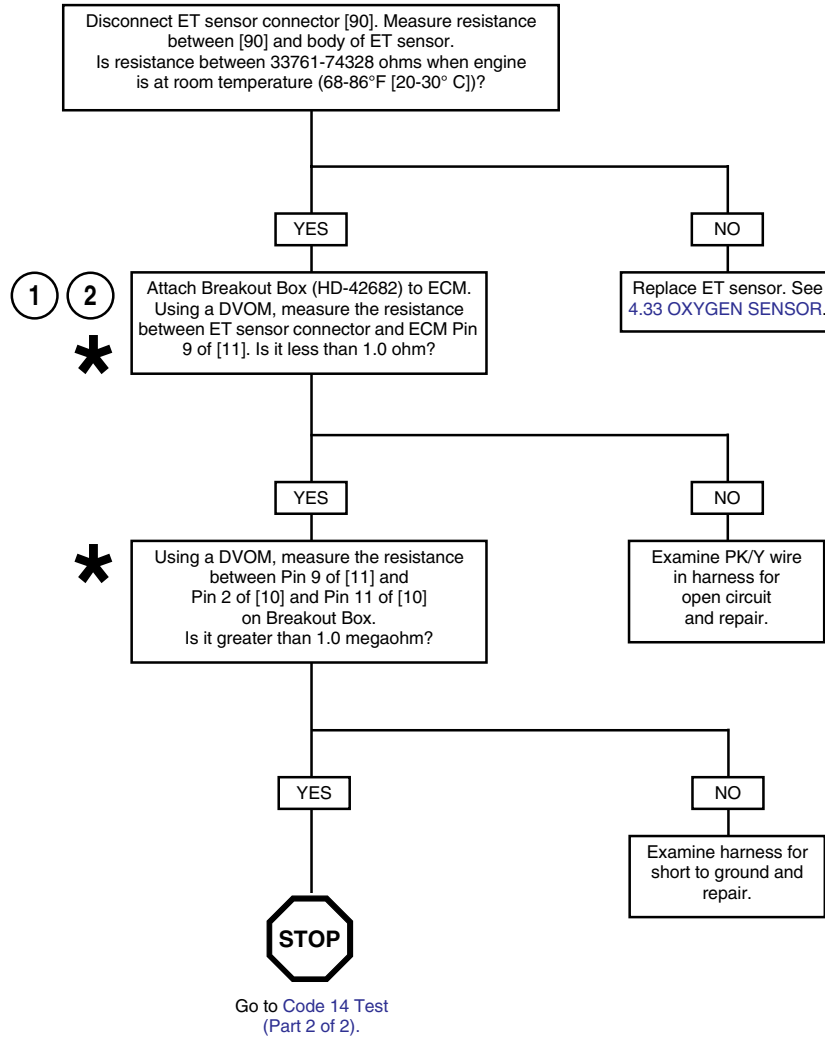 Disconnect ET sensor connector [90]. Measure resistance
between [90] and body of ET sensor.
Is resistance between 33761-74328 ohms when engine
is at room temperature (68-86°F [20-30° C])?
YES
NO
1 2
*
Attach Breakout Box (HD-42682) to ECM.
Using a DVOM, measure the resistance
between ET sensor connector and ECM Pin
9 of [11]. Is it less than 1.0 ohm?
Replace ET sensor. See
4.33 OXYGEN SENSOR.
YES
NO
*
Using a DVOM, measure the resistance
between Pin 9 of [11] and
Pin 2 of [10] and Pin 11 of [10]
on Breakout Box.
Is it greater than 1.0 megaohm?
Examine PK/Y wire
in harness for
open circuit
and repair.
YES
NO
Examine harness for
short to ground and
repair.
STOP
Go to Code 14 Test
(Part 2 of 2).